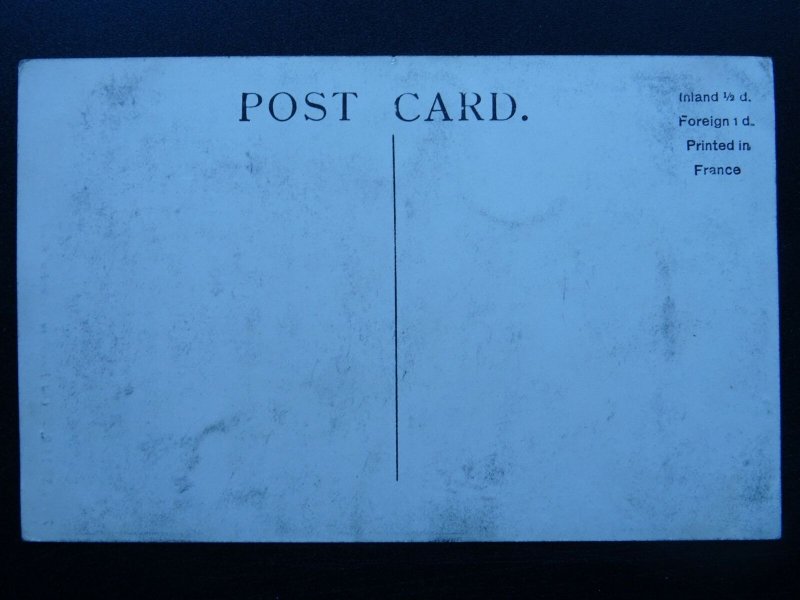 POST CARD.
Inland ½ d.
Foreign 1 d.
Printed in
France